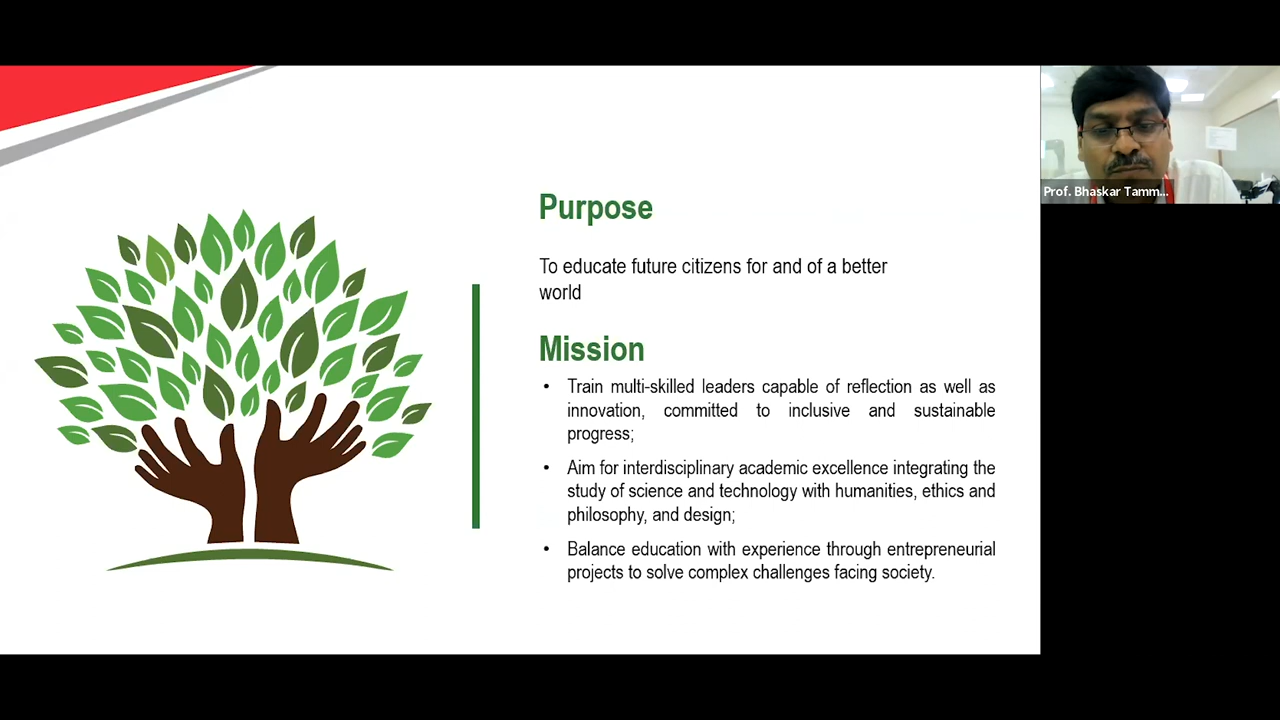 Prof. Bhaskar Tamm...
Purpose
To educate future citizens for and of a better
world
Mission
• Train multi-skilled leaders capable of reflection as well as
innovation, committed to inclusive and sustainable
progress;
• Aim for interdisciplinary academic excellence integrating the
study of science and technology with humanities, ethics and
philosophy, and design;
• Balance education with experience through entrepreneurial
projects to solve complex challenges facing society.